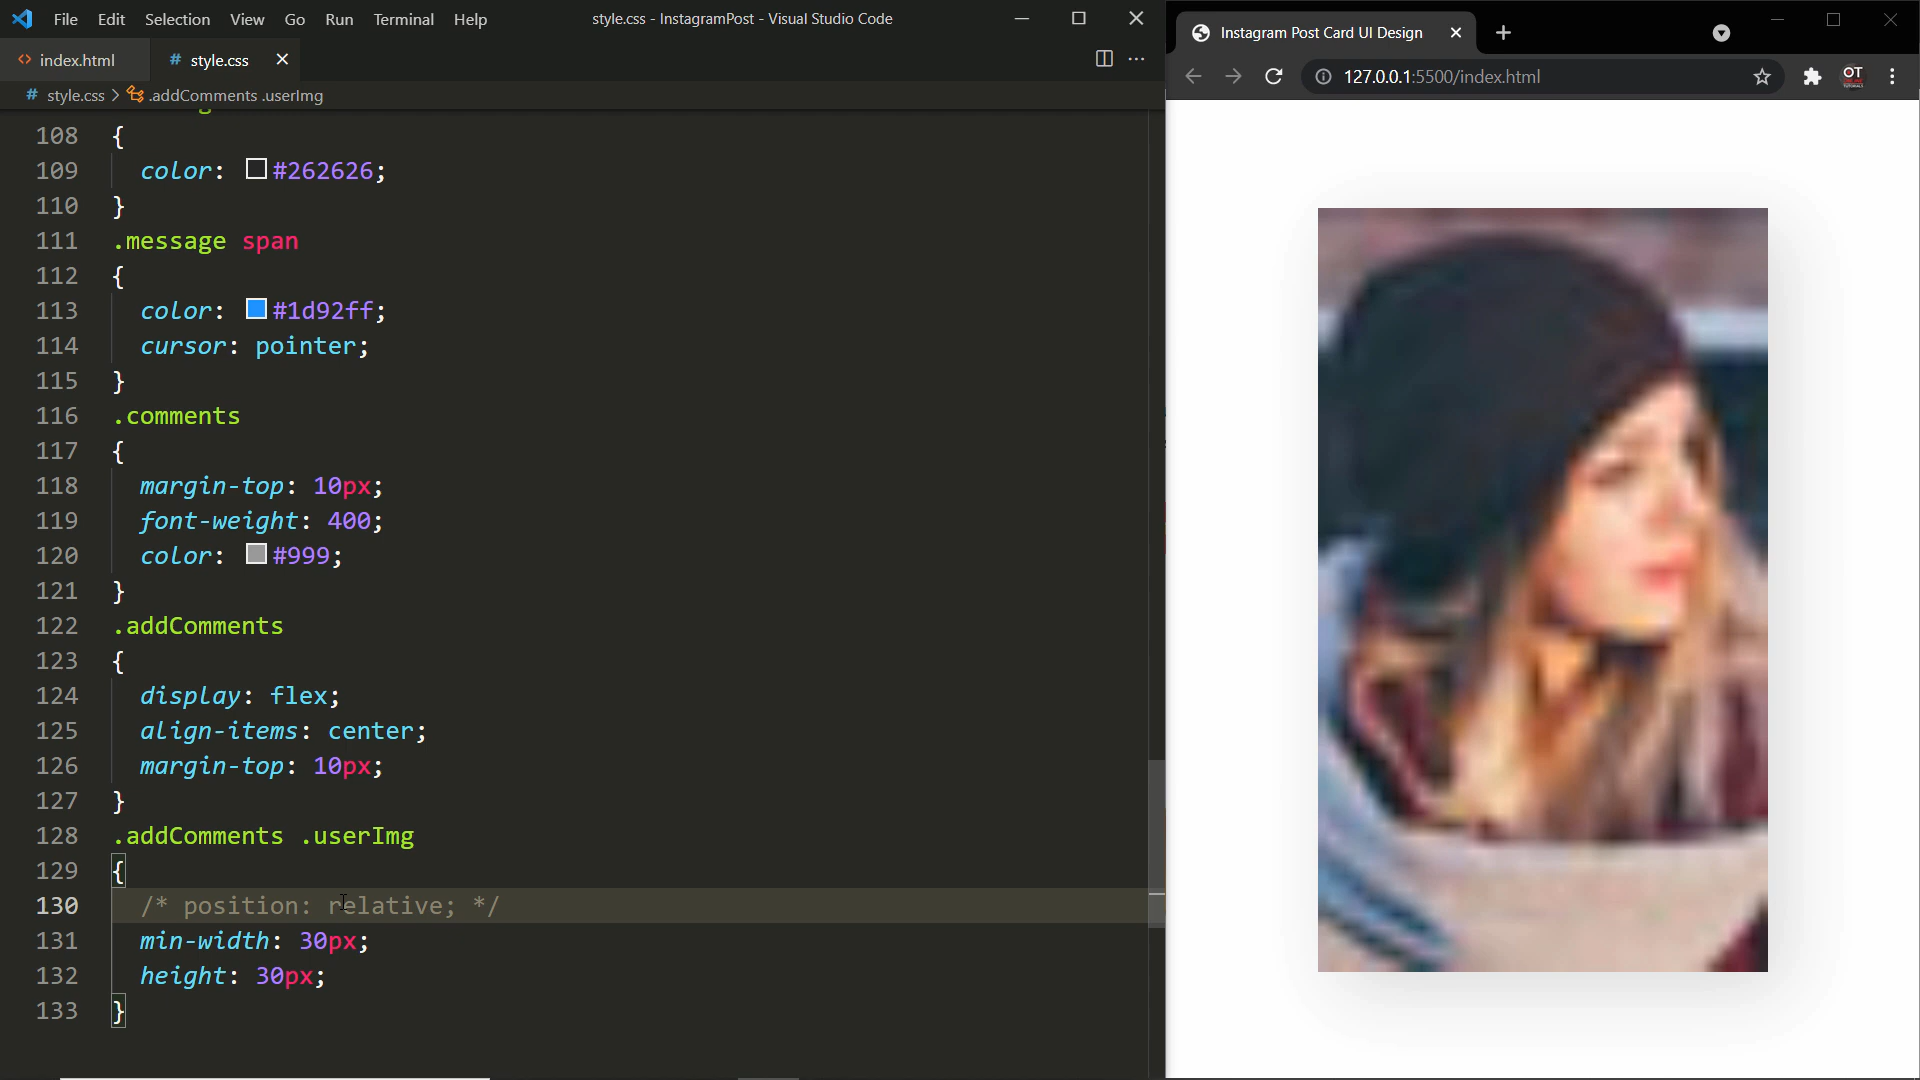 File Edit Selection View Go Run Terminal Help
style.css - InstagramPost - Visual Studio Code
<> index.html
# style.css
# style.css > .addComments .userImg
108 {
109 color: #262626;
110 }
111 .message span
112 {
113 color: #1d92ff;
114 cursor: pointer;
115 }
116 .comments
117 {
118 margin-top: 10px;
119 font-weight: 400;
120 color: #999;
121 }
122 .addComments
123 {
124 display: flex;
125 align-items: center;
126 margin-top: 10px;
127 }
128 .addComments .userImg
129 {
130 /* position: relative; */
131 min-width: 30px;
132 height: 30px;
133 }
Instagram Post Card UI Design
127.0.0.1:5500/index.html
OT